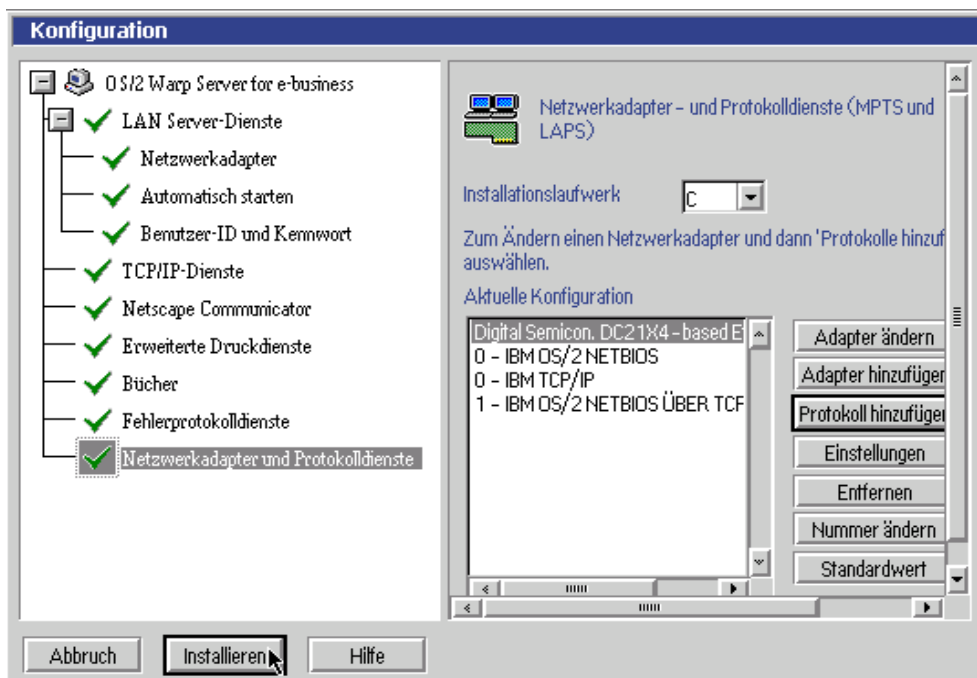 Konfiguration
OS/2 Warp Server for e-business
LAN Server-Dienste
Netzwerkadapter
Automatisch starten
Benutzer-ID und Kennwort
TCP/IP-Dienste
Netscape Communicator
Erweiterte Druckdienste
Bücher
Fehlerprotokolldienste
Netzwerkadapter und Protokolldienste
Netzwerkadapter- und Protokolldienste (MPTS und
LAPS)
Installationslaufwerk C
Zum Ändern einen Netzwerkadapter und dann 'Protokolle hinzuf
auswählen.
Aktuelle Konfiguration
Digital Semicon. DC21X4-based E
0 - IBM OS/2 NETBIOS
0 - IBM TCP/IP
1 - IBM OS/2 NETBIOS ÜBER TCP
Adapter ändern
Adapter hinzufügen
Protokoll hinzufügen
Einstellungen
Entfernen
Nummer ändern
Standardwert
Abbruch Installieren Hilfe